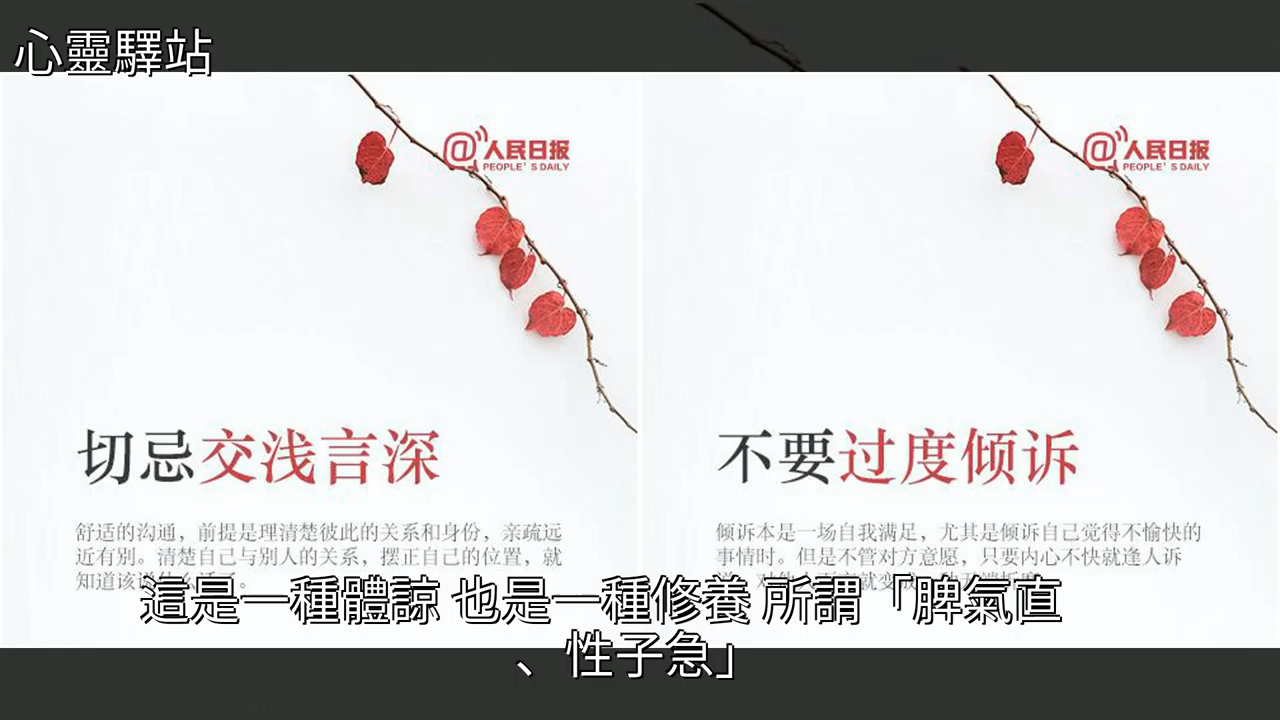 心靈驛站
@人民日报
PEOPLE'S DAILY
切忌交浅言深
舒适的沟通，前提是理清楚彼此的关系和身份，亲疏远
近有别。清楚自己与别人的关系，摆正自己的位置，就
知道该
@人民日报
PEOPLE'S DAILY
不要过度倾诉
倾诉本是一场自我满足，尤其是倾诉自己觉得不愉快的
事情时。但是不管对方意愿，只要内心不快就逢人诉
這是一種體諒 也是一種修養 所謂「脾氣直
、性子急」